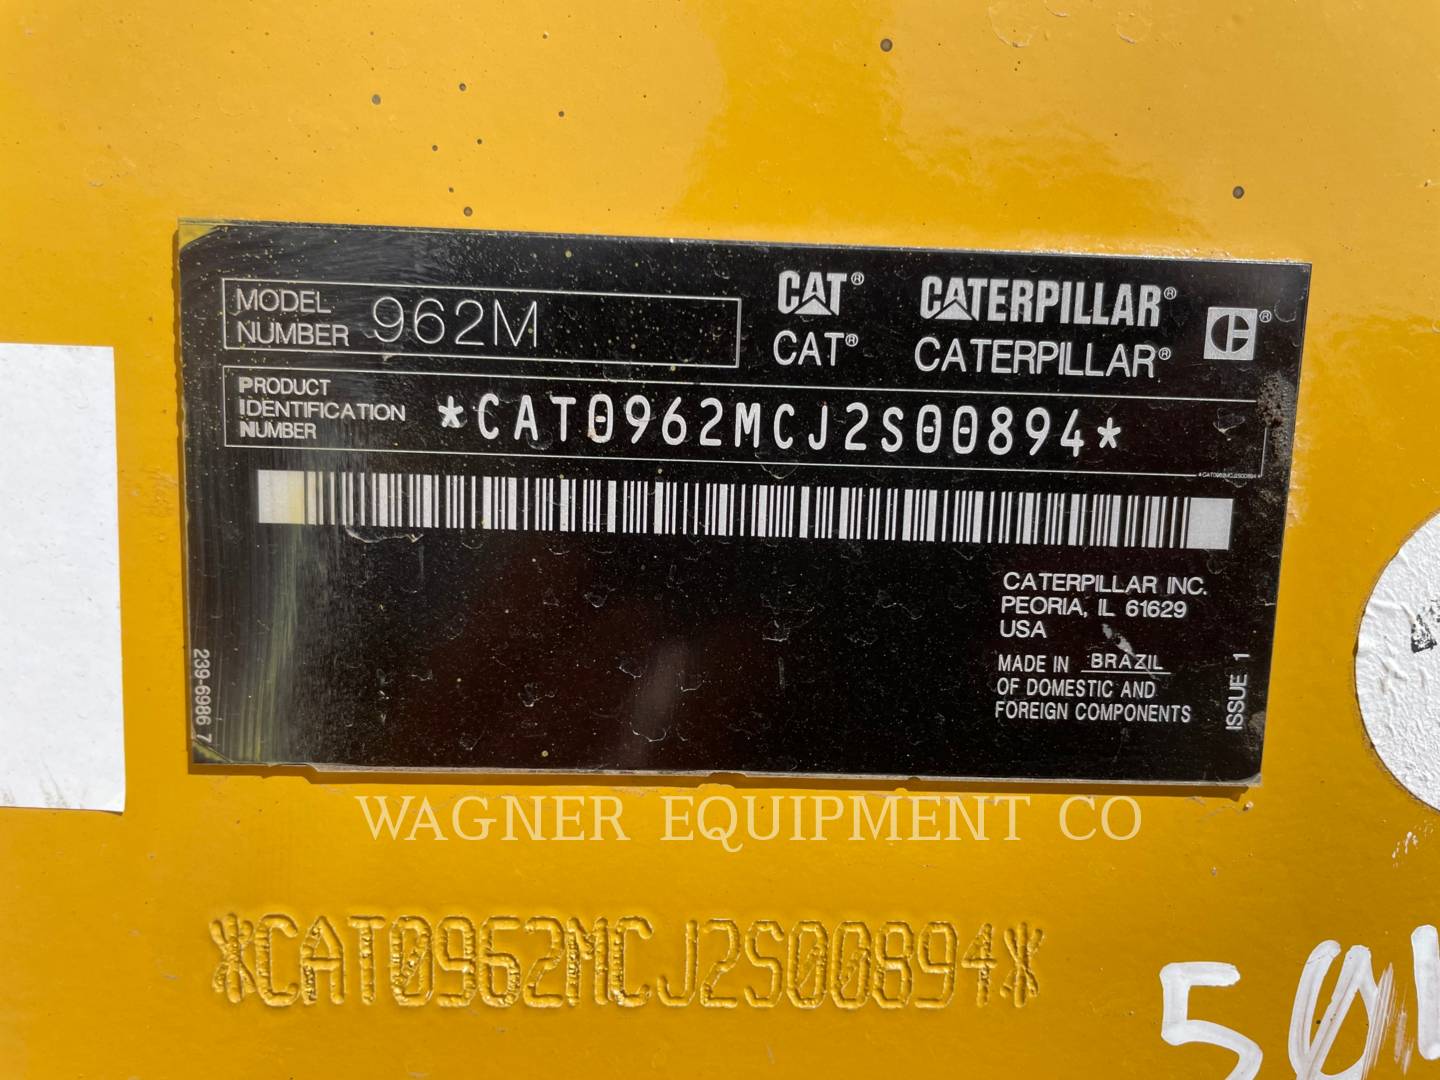 MODEL NUMBER 962M
CAT® CATERPILLAR®
CAT® CATERPILLAR®
PRODUCT IDENTIFICATION NUMBER *CAT0962MCJ2S00894*
*CAT0962MCJ2S00894*
CATERPILLAR INC.
PEORIA, IL 61629
USA
MADE IN BRAZIL
OF DOMESTIC AND
FOREIGN COMPONENTS
ISSUE 1
239-6986 7
WAGNER EQUIPMENT CO
*CAT0962MCJ2S00894*